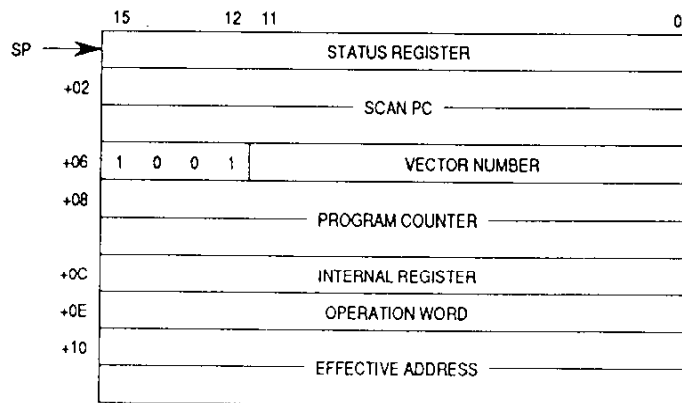 15 12 11 0
SP STATUS REGISTER
+02
SCAN PC
+06 1 0 0 1 VECTOR NUMBER
+08
PROGRAM COUNTER
+0C INTERNAL REGISTER
+0E OPERATION WORD
+10
EFFECTIVE ADDRESS